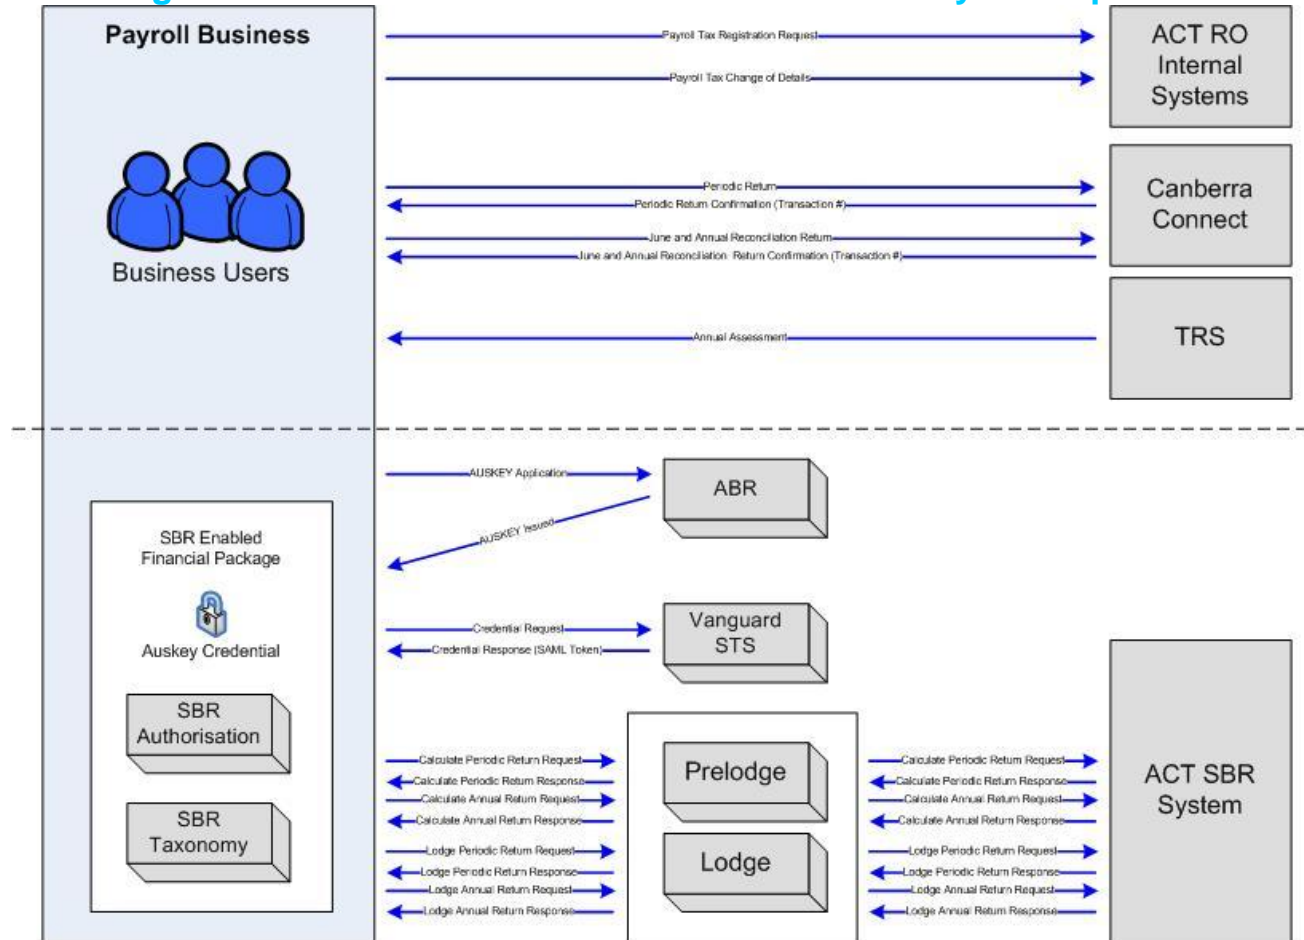 Payroll Business
Payroll Tax Registration Request
ACT RO
Internal
Systems
Payroll Tax Change of Details
Periodic Return
Periodic Return Confirmation (Transaction #)
Canberra
Connect
June and Annual Reconciliation Return
June and Annual Reconciliation Return Confirmation (Transaction #)
Business Users
Annual Assessment
TRS
AUSKEY Application
ABR
AUSKEY Issued
SBR Enabled
Financial Package
Auskey Credential
Credential Request
Credential Response (SAML Token)
Vanguard
STS
SBR
Authorisation
SBR
Taxonomy
Calculate Periodic Return Request
Calculate Periodic Return Response
Calculate Annual Return Request
Calculate Annual Return Response
Lodge Periodic Return Request
Lodge Periodic Return Response
Lodge Annual Return Request
Lodge Annual Return Response
Prelodge
Lodge
Calculate Periodic Return Request
Calculate Periodic Return Response
Calculate Annual Return Request
Calculate Annual Return Response
Lodge Periodic Return Request
Lodge Periodic Return Response
Lodge Annual Return Request
Lodge Annual Return Response
ACT SBR
System